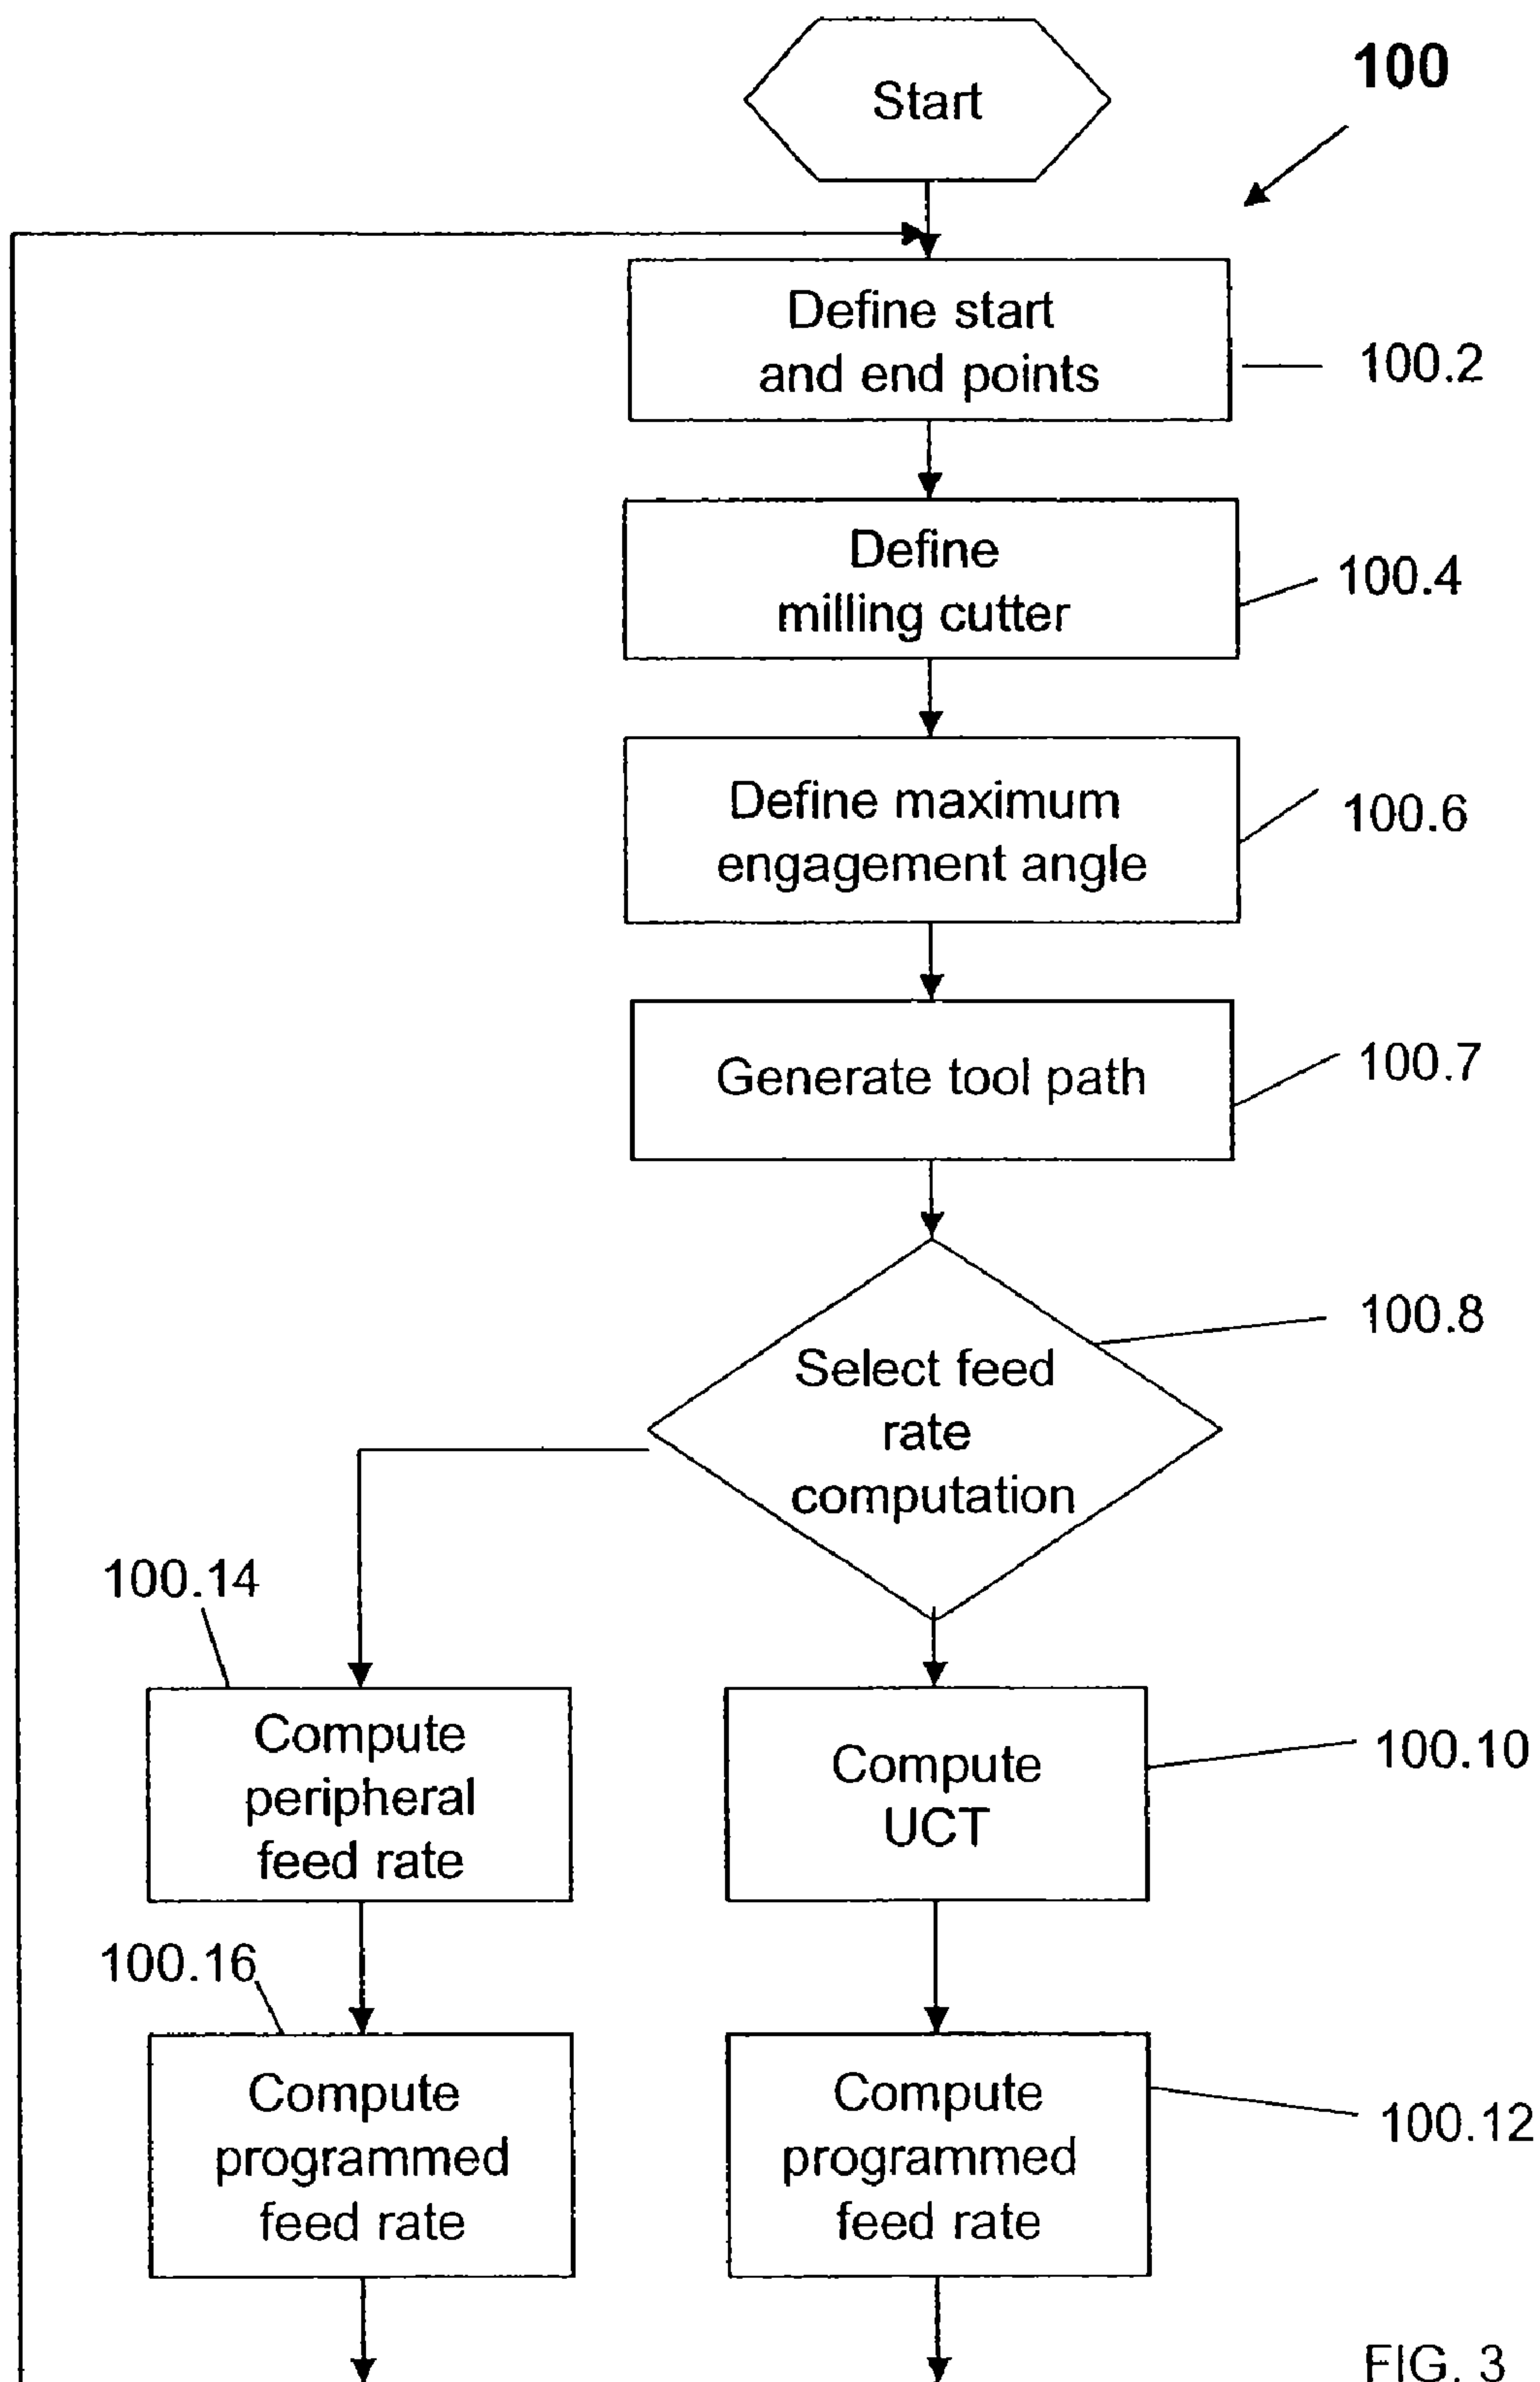 Start
100
Define start
and end points
100.2
Define
milling cutter
100.4
Define maximum
engagement angle
100.6
Generate tool path
100.7
Select feed
rate
computation
100.8
100.14
Compute
peripheral
feed rate
Compute
UCT
100.10
100.16
Compute
programmed
feed rate
Compute
programmed
feed rate
100.12
FIG. 3